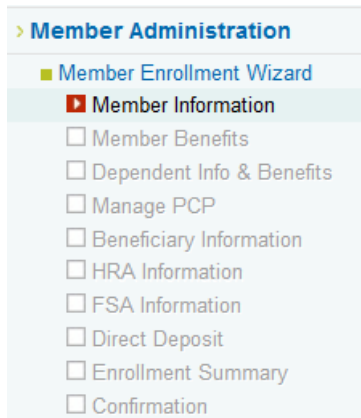 Member Administration
Member Enrollment Wizard
Member Information
Member Benefits
Dependent Info & Benefits
Manage PCP
Beneficiary Information
HRA Information
FSA Information
Direct Deposit
Enrollment Summary
Confirmation